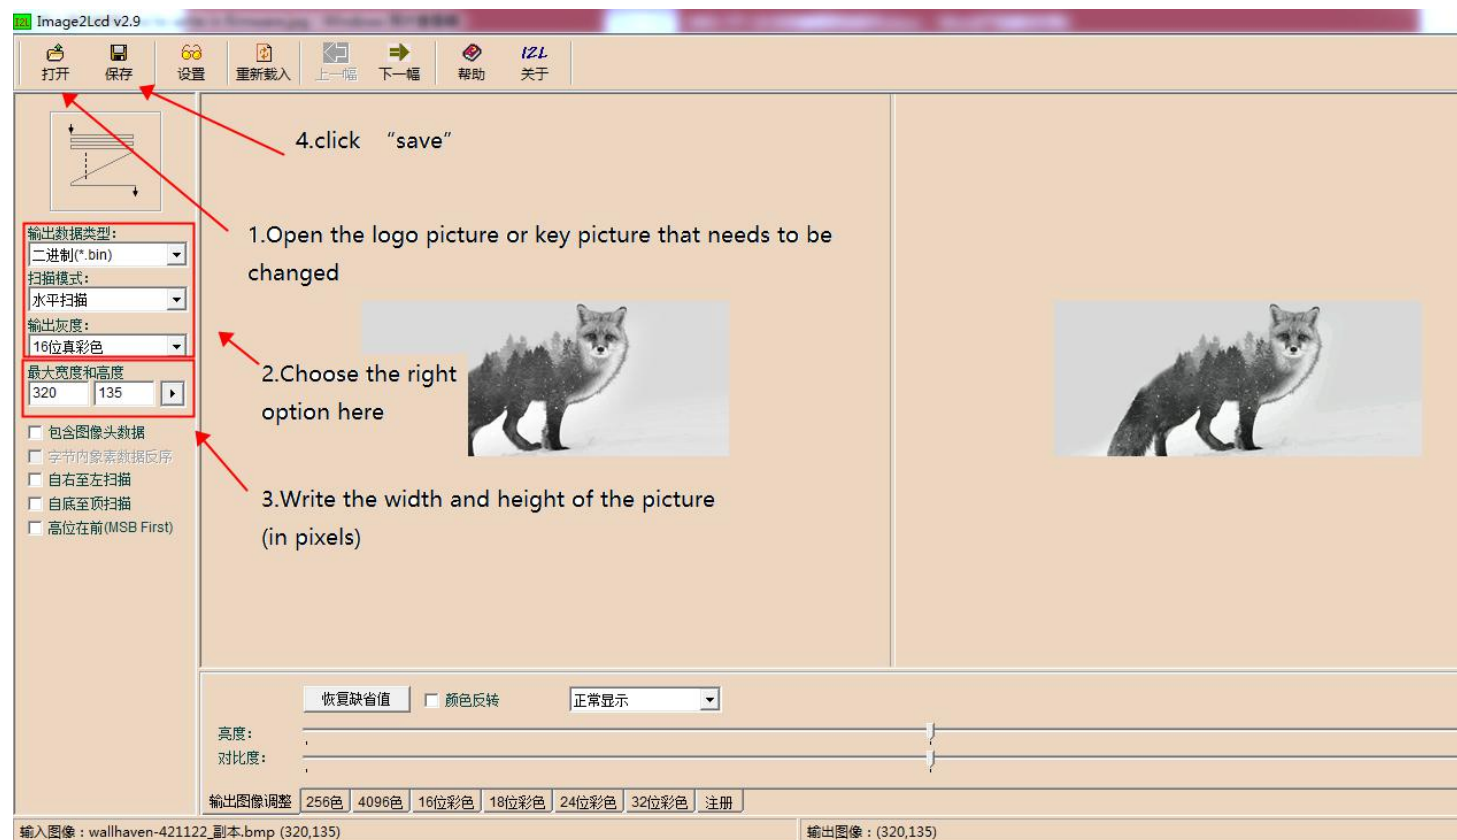 Image2Lcd v2.9
打开 保存 设置 重新载入 上一幅 下一幅 帮助 I2L 关于
4.click “save”
1.Open the logo picture or key picture that needs to be
changed
输出数据类型:
二进制(*.bin)
扫描模式:
水平扫描
输出灰度:
16位真彩色
最大宽度和高度
320 135
2.Choose the right
option here
包含图像头数据
字节内象素数据反序
自右至左扫描
自底至顶扫描
高位在前(MSB First)
3.Write the width and height of the picture
(in pixels)
恢复缺省值 颜色反转 正常显示
亮度:
对比度:
输出图像调整 256色 4096色 16位彩色 18位彩色 24位彩色 32位彩色 注册
输入图像：wallhaven-421122_副本.bmp (320,135) 输出图像：(320,135)